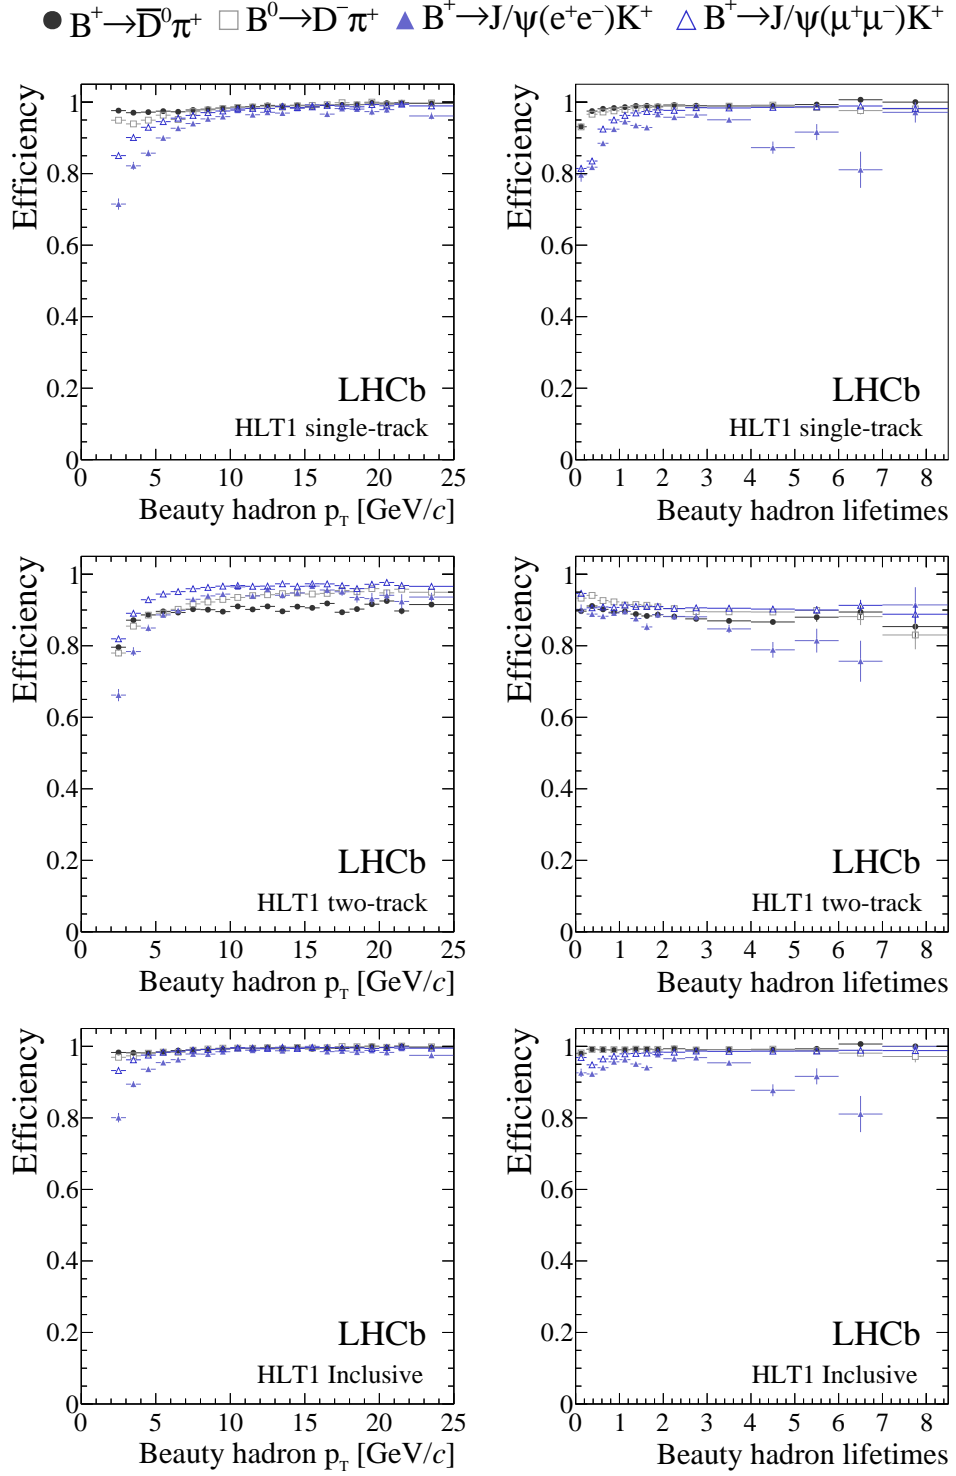 B⁺→D̅⁰π⁺ B⁰→D⁻π⁺ B⁺→J/ψ(e⁺e⁻)K⁺ B⁺→J/ψ(μ⁺μ⁻)K⁺
Efficiency
1
0.8
0.6
0.4
0.2
0
LHCb
HLT1 single-track
0 5 10 15 20 25
Beauty hadron p_T [GeV/c]
Efficiency
1
0.8
0.6
0.4
0.2
0
LHCb
HLT1 single-track
0 1 2 3 4 5 6 7 8
Beauty hadron lifetimes
Efficiency
1
0.8
0.6
0.4
0.2
0
LHCb
HLT1 two-track
0 5 10 15 20 25
Beauty hadron p_T [GeV/c]
Efficiency
1
0.8
0.6
0.4
0.2
0
LHCb
HLT1 two-track
0 1 2 3 4 5 6 7 8
Beauty hadron lifetimes
Efficiency
1
0.8
0.6
0.4
0.2
0
LHCb
HLT1 Inclusive
0 5 10 15 20 25
Beauty hadron p_T [GeV/c]
Efficiency
1
0.8
0.6
0.4
0.2
0
LHCb
HLT1 Inclusive
0 1 2 3 4 5 6 7 8
Beauty hadron lifetimes